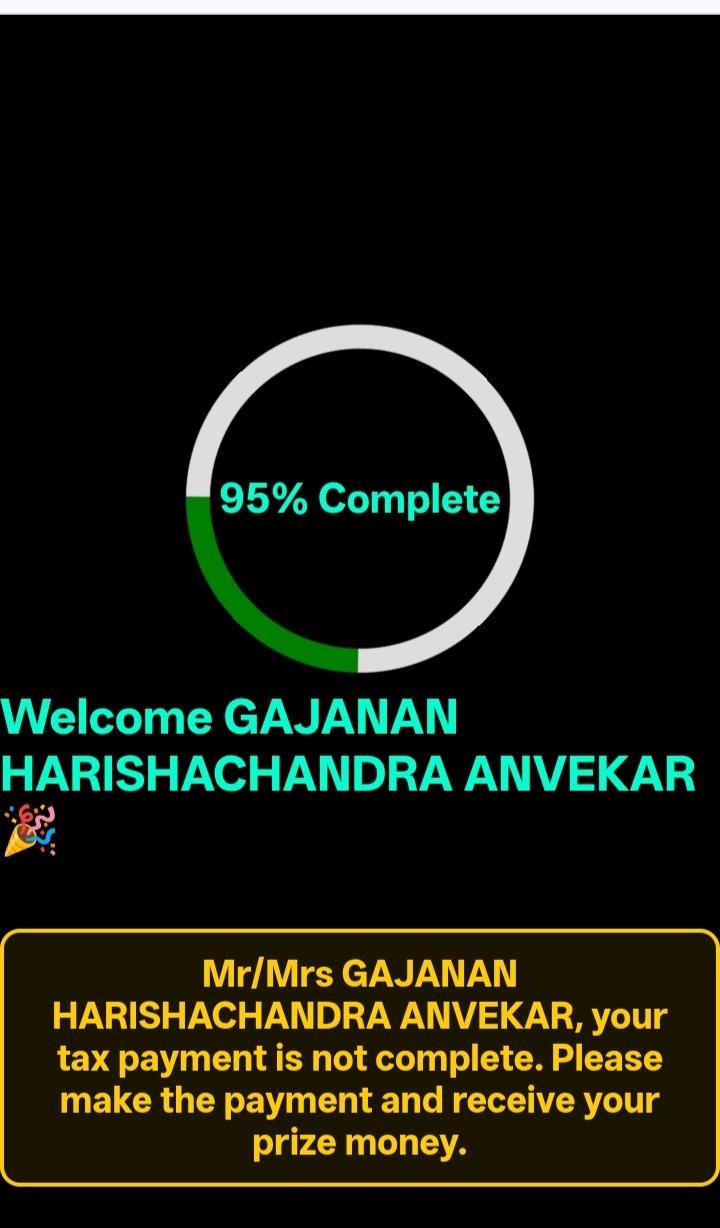 95% Complete
Welcome GAJANAN
HARISHACHANDRA ANVEKAR
🎉
Mr/Mrs GAJANAN
HARISHACHANDRA ANVEKAR, your
tax payment is not complete. Please
make the payment and receive your
prize money.